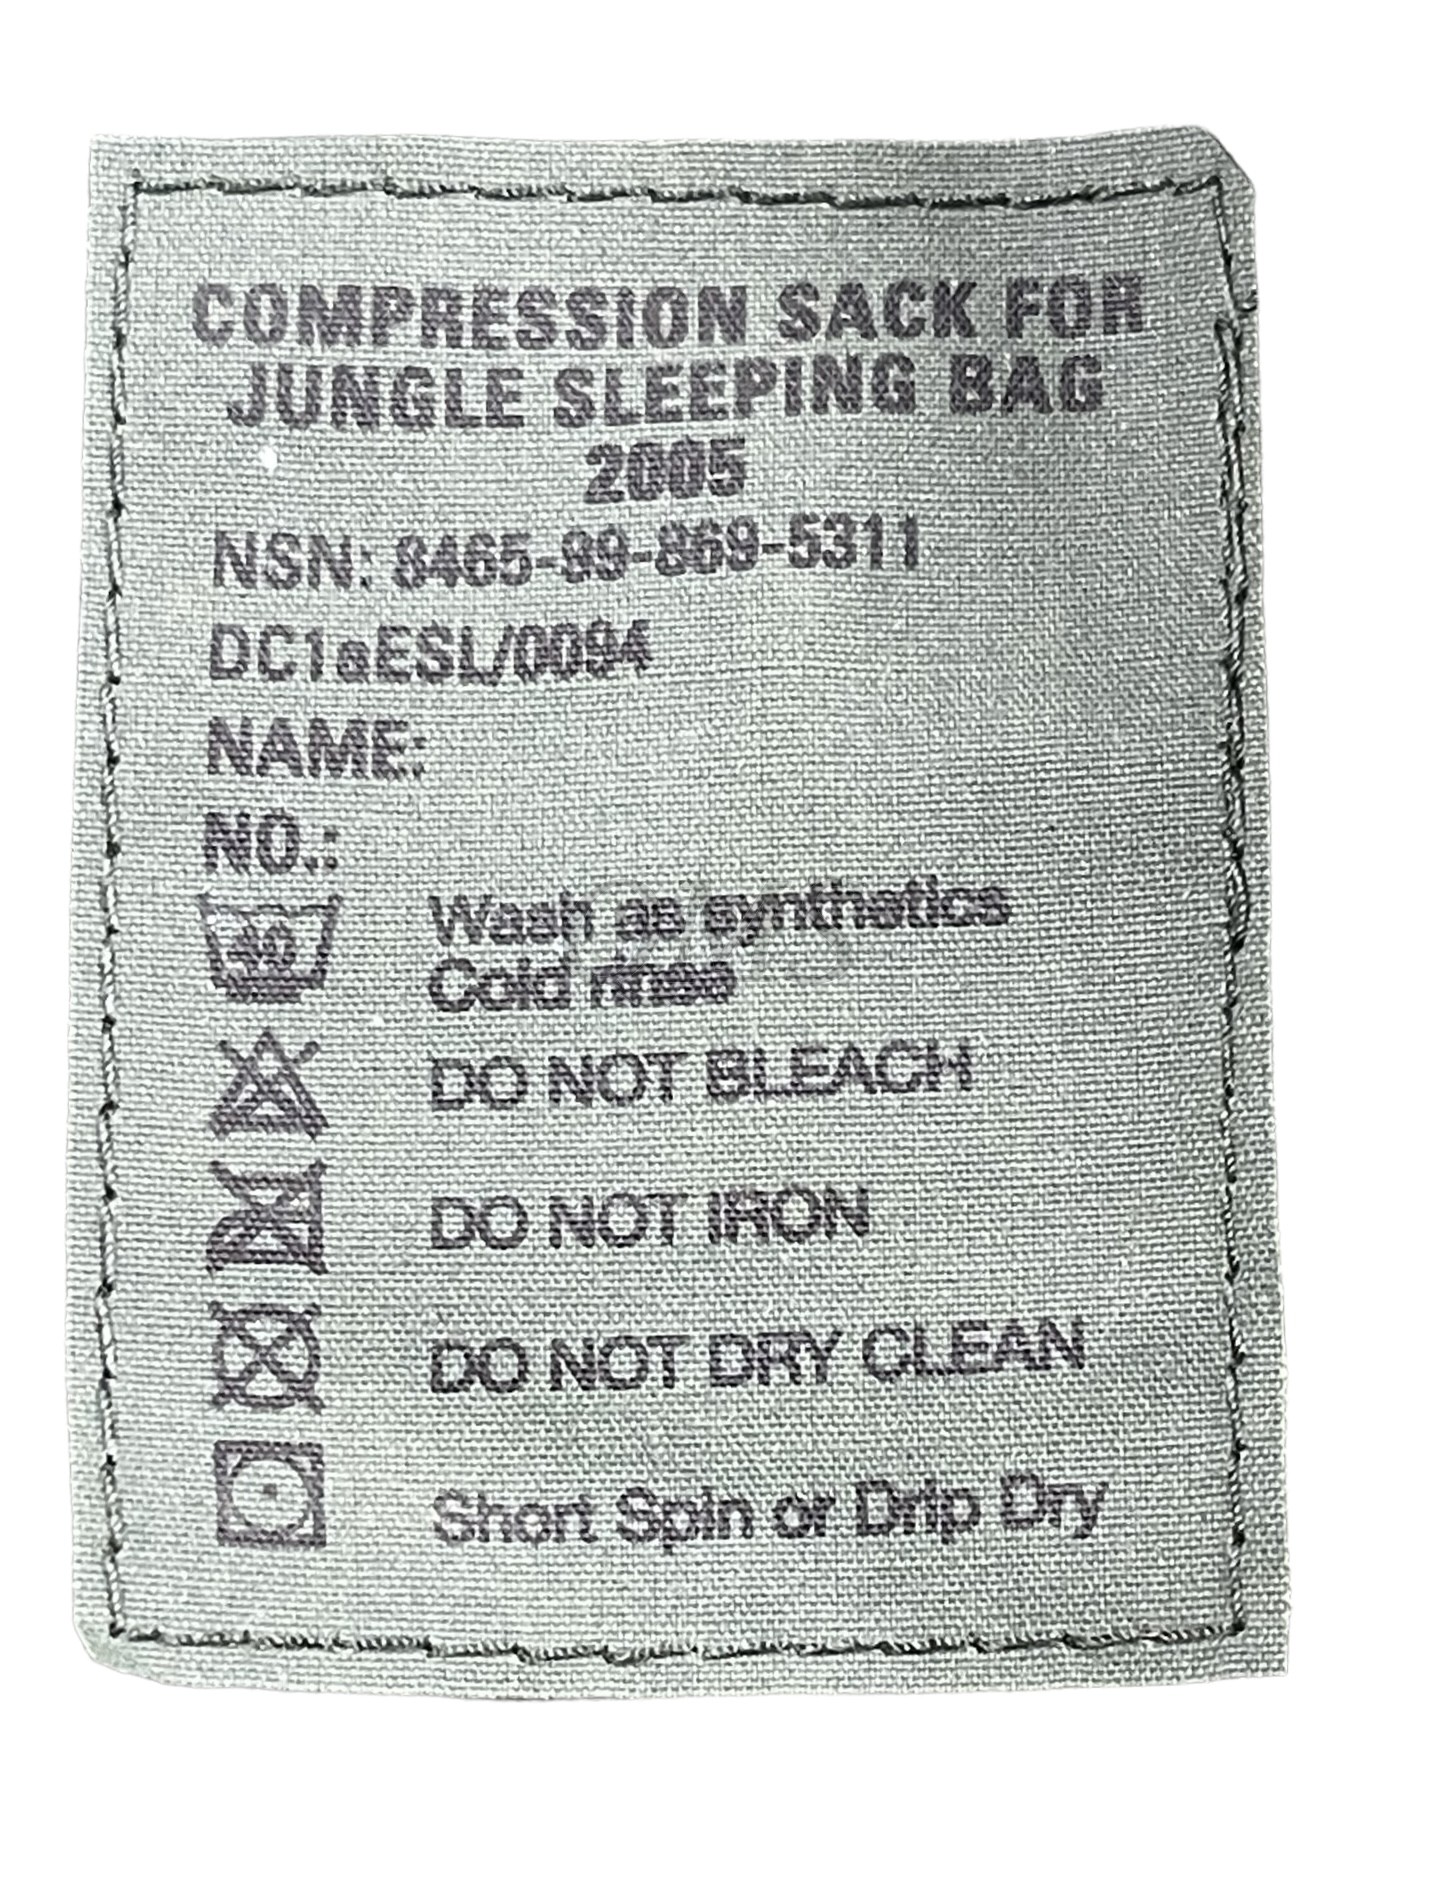 COMPRESSION SACK FOR
JUNGLE SLEEPING BAG
2005
NSN: 8465-99-869-5311
DC1aESL/0094
NAME:
NO.:
40 Wash as synthetics
Cold rinse
DO NOT BLEACH
DO NOT IRON
DO NOT DRY CLEAN
Short Spin or Drip Dry